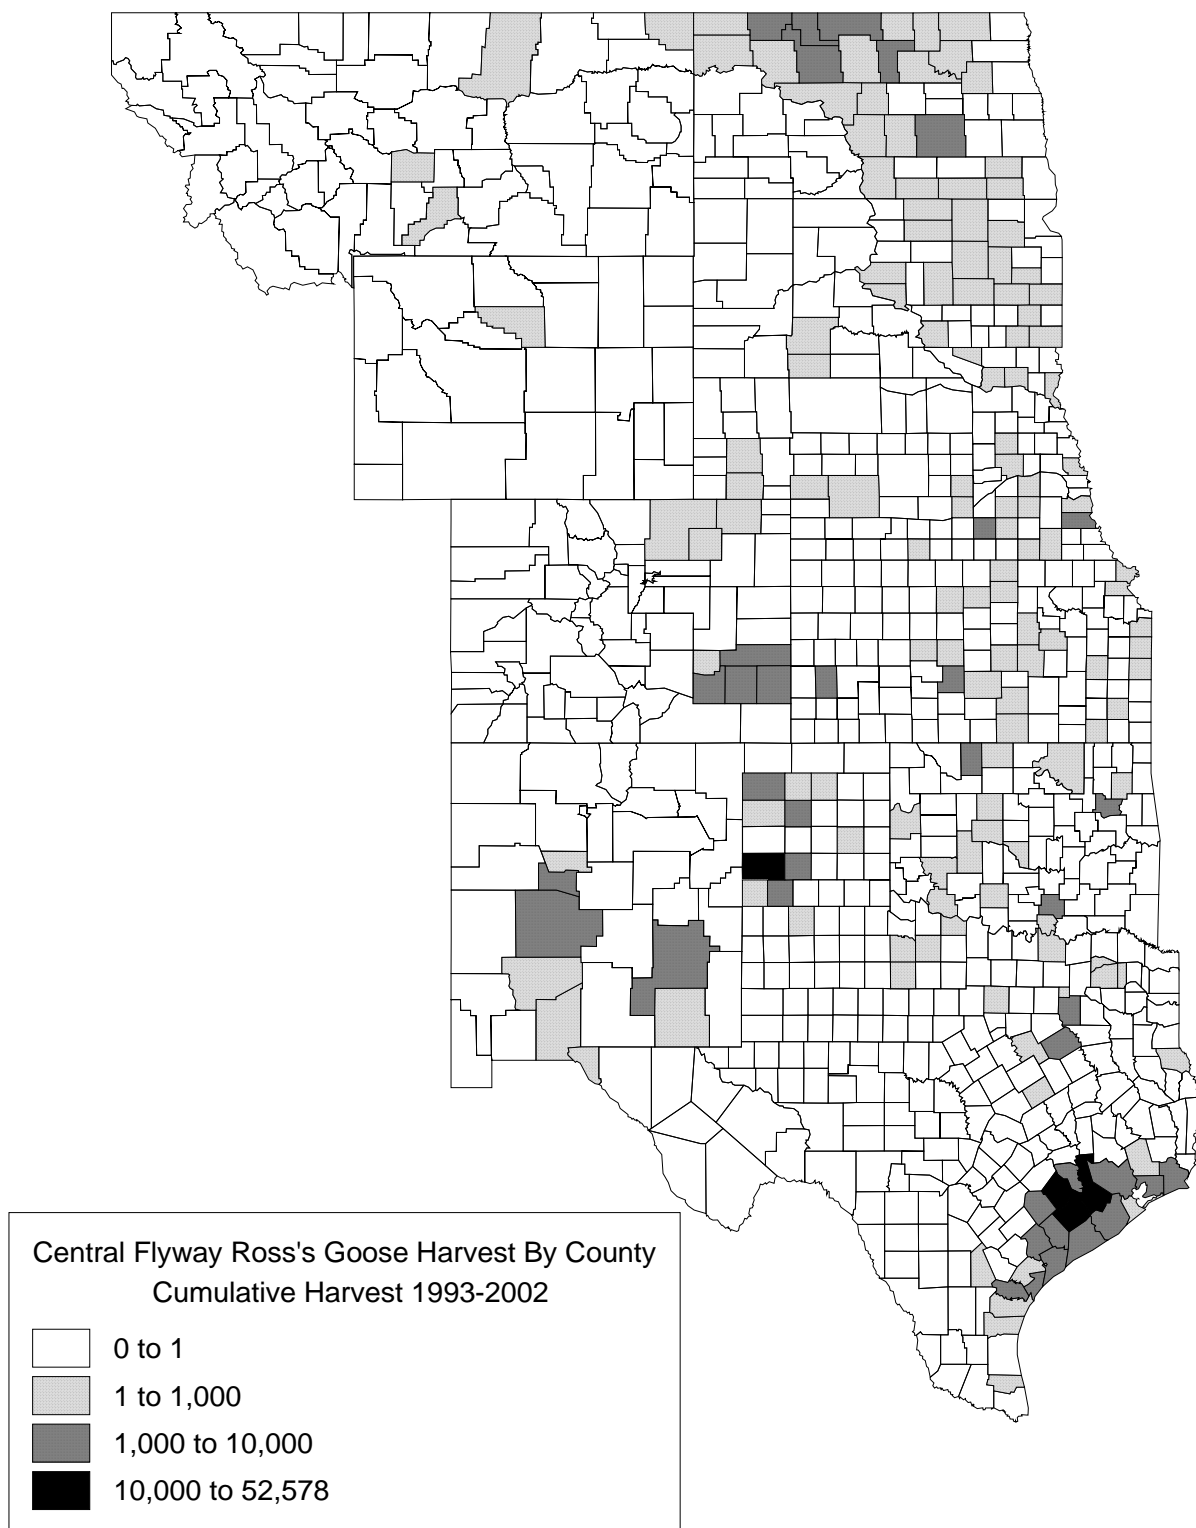 Central Flyway Ross's Goose Harvest By County
Cumulative Harvest 1993-2002
0 to 1
1 to 1,000
1,000 to 10,000
10,000 to 52,578